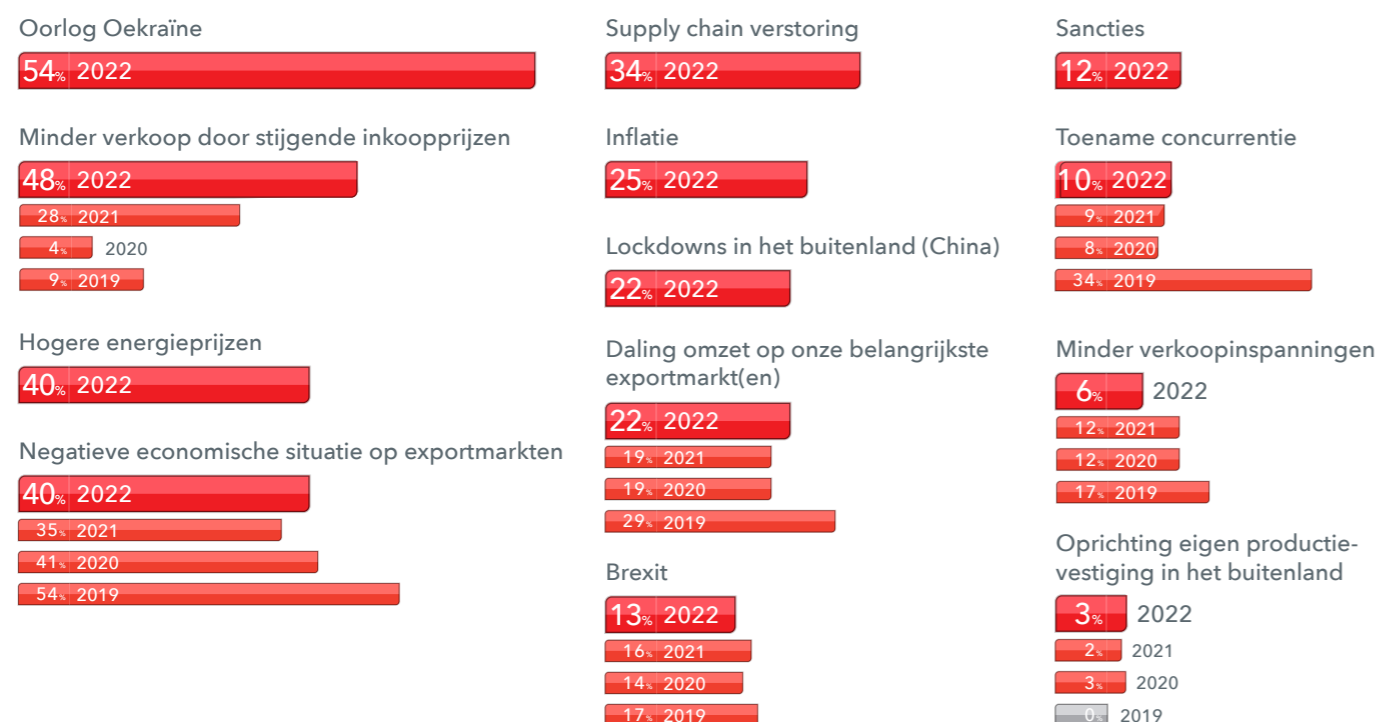 Oorlog Oekraïne
54% 2022
Minder verkoop door stijgende inkoopprijzen
48% 2022
28% 2021
4% 2020
9% 2019
Hogere energieprijzen
40% 2022
Negatieve economische situatie op exportmarkten
40% 2022
35% 2021
41% 2020
54% 2019
Supply chain verstoring
34% 2022
Inflatie
25% 2022
Lockdowns in het buitenland (China)
22% 2022
Daling omzet op onze belangrijkste
exportmarkt(en)
22% 2022
19% 2021
19% 2020
29% 2019
Brexit
13% 2022
16% 2021
14% 2020
17% 2019
Sancties
12% 2022
Toename concurrentie
10% 2022
9% 2021
8% 2020
34% 2019
Minder verkoopinspanningen
6% 2022
12% 2021
12% 2020
17% 2019
Oprichting eigen productie-
vestiging in het buitenland
3% 2022
2% 2021
3% 2020
0% 2019